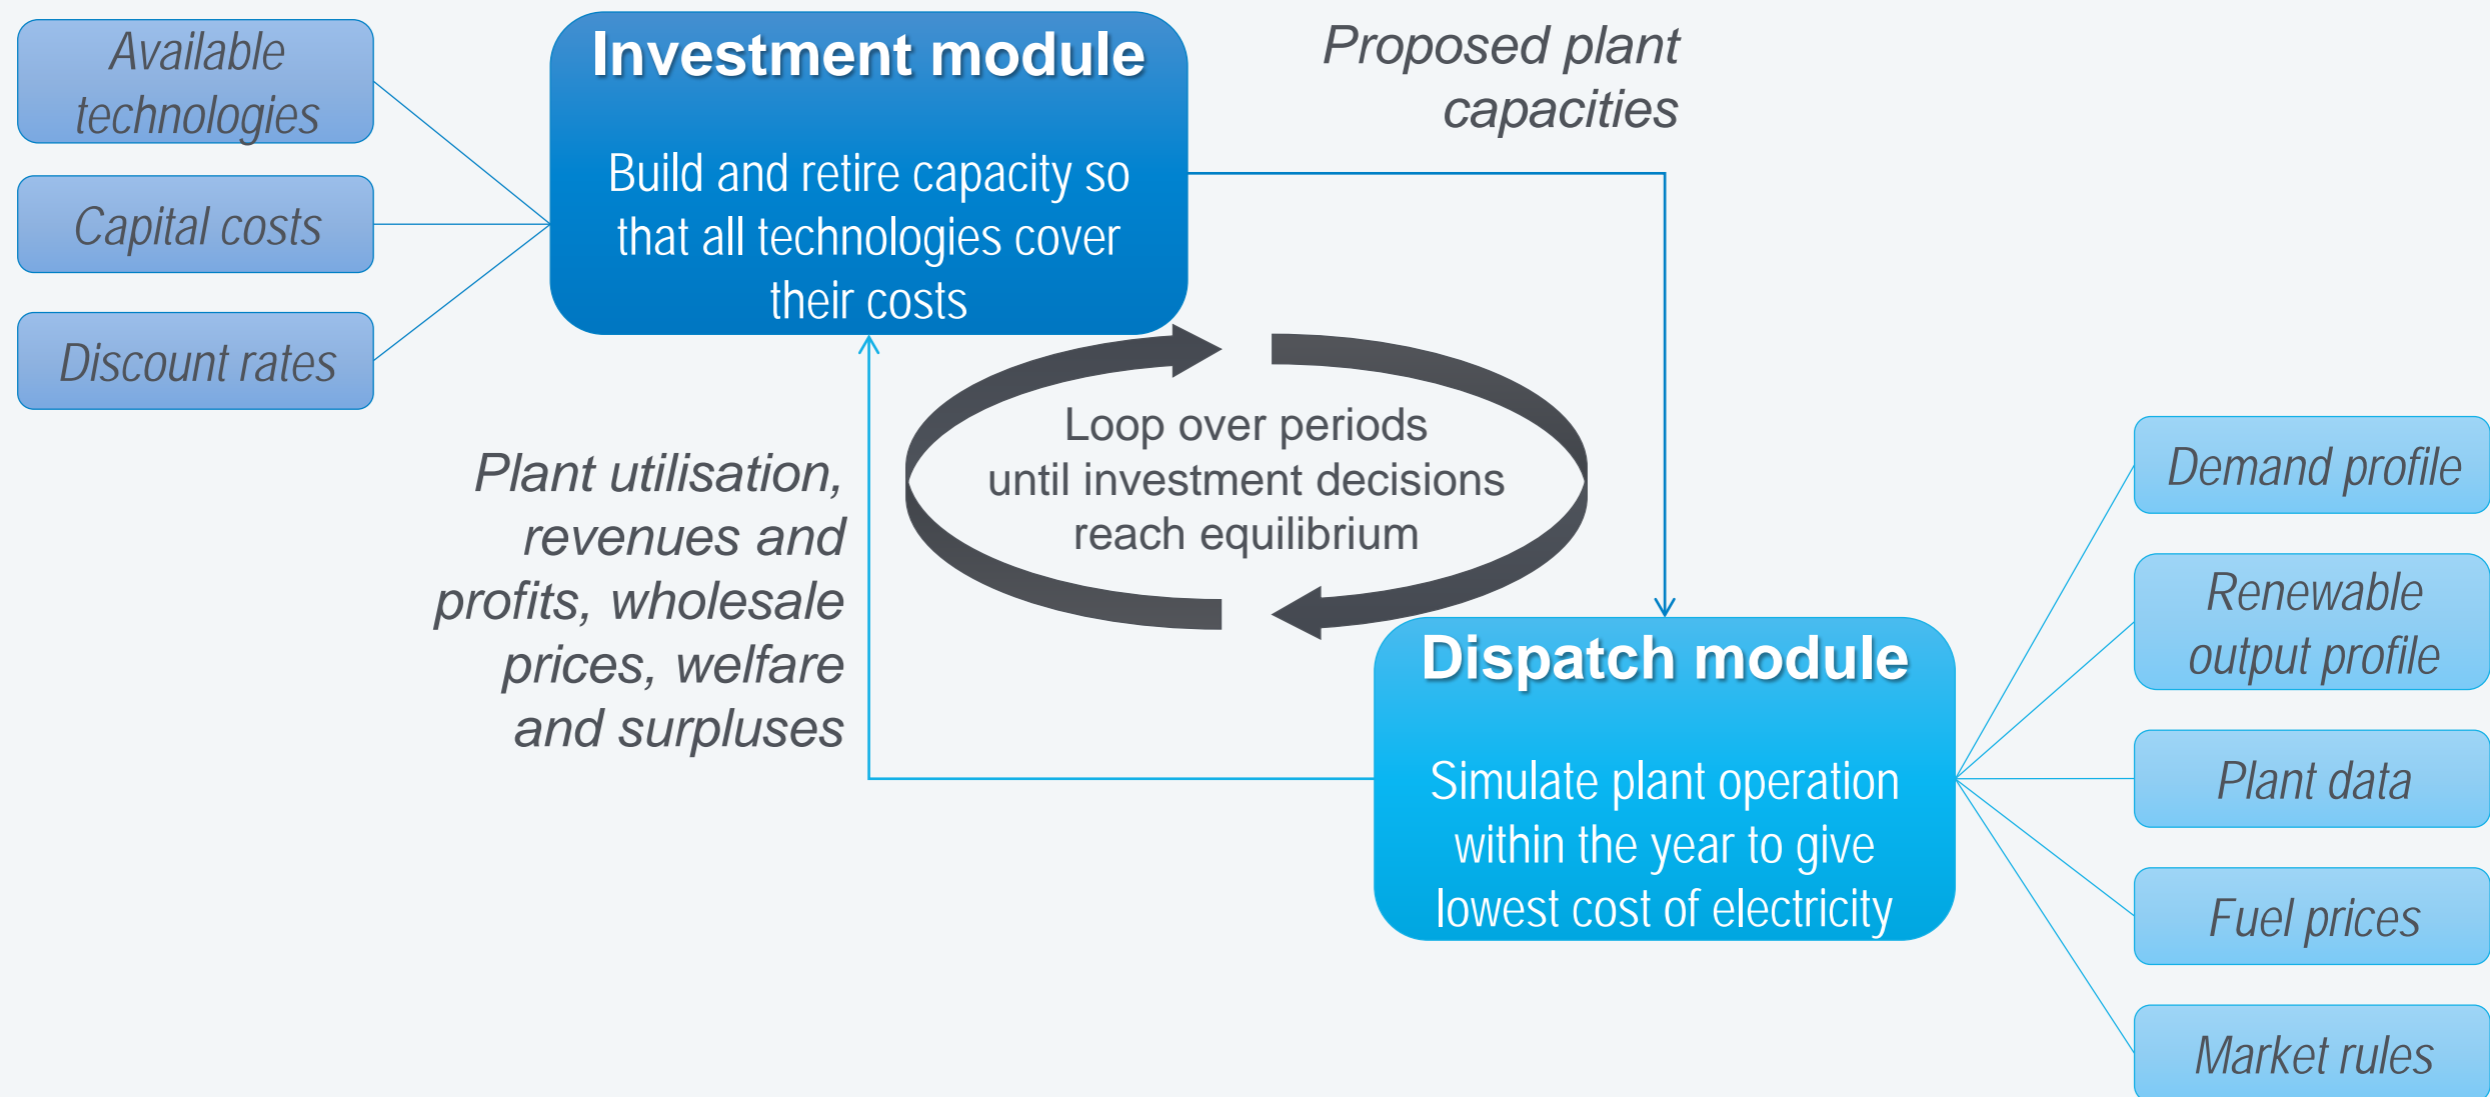 Available
technologies
Capital costs
Discount rates
Investment module
Build and retire capacity so
that all technologies cover
their costs
Proposed plant
capacities
Loop over periods
until investment decisions
reach equilibrium
Plant utilisation,
revenues and
profits, wholesale
prices, welfare
and surpluses
Dispatch module
Simulate plant operation
within the year to give
lowest cost of electricity
Demand profile
Renewable
output profile
Plant data
Fuel prices
Market rules